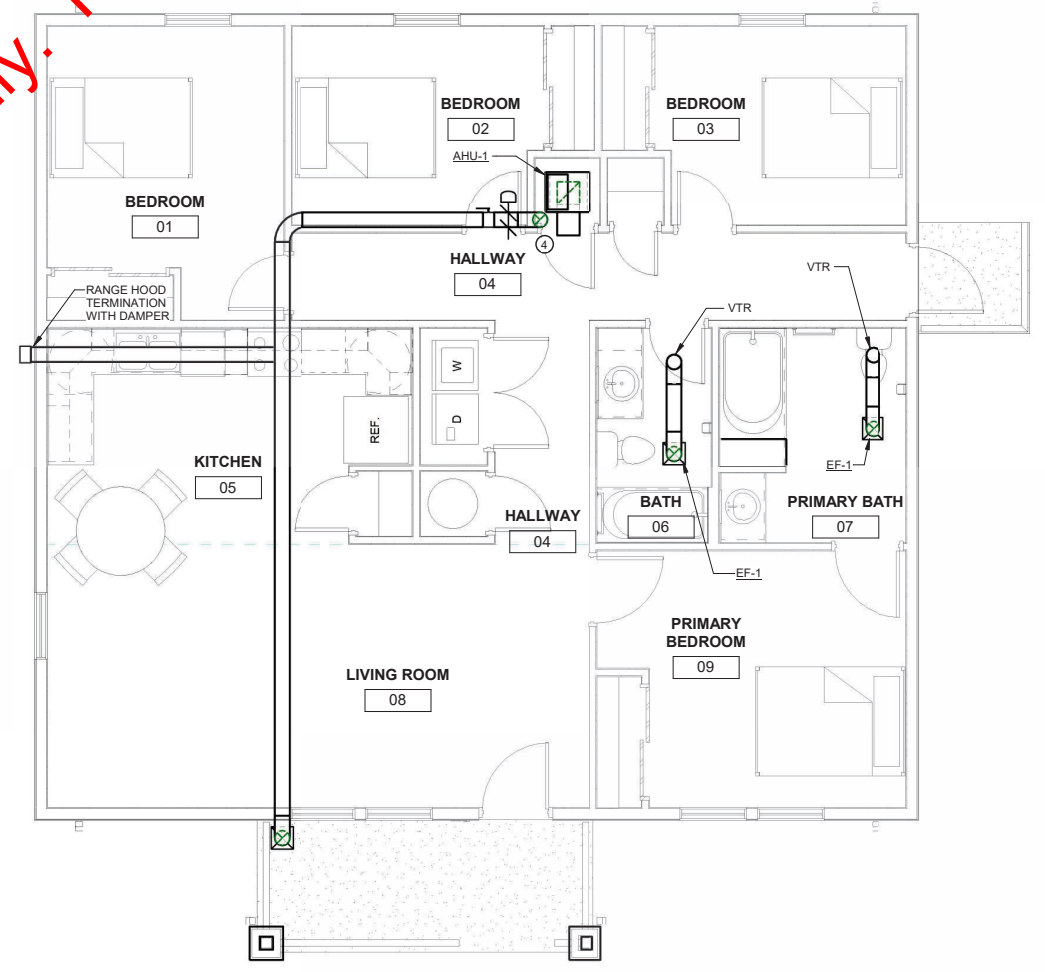 BEDROOM
02
BEDROOM
03
AHU-1
BEDROOM
01
4
HALLWAY
04
VTR
RANGE HOOD
TERMINATION
WITH DAMPER
VTR
W
D
REF.
KITCHEN
05
EF-1
HALLWAY
04
BATH
06
PRIMARY BATH
07
EF-1
PRIMARY
BEDROOM
09
LIVING ROOM
08
D